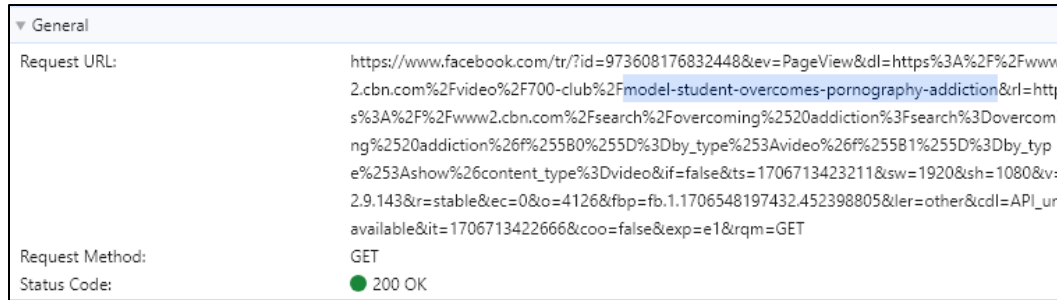 General
Request URL: https://www.facebook.com/tr/?id=973608176832448&ev=PageView&dl=https%3A%2F%2Fwww
2.cbn.com%2Fvideo%2F700-club%2Fmodel-student-overcomes-pornography-addiction&rl=http
s%3A%2F%2Fwww2.cbn.com%2Fsearch%2Fovercoming%2520addiction%3Fsearch%3Dovercom
ng%2520addiction%26f%255B0%255D%3Dby_type%253Avideo%26f%255B1%255D%3Dby_typ
e%253Ashow%26content_type%3Dvideo&if=false&ts=1706713423211&sw=1920&sh=1080&v=
2.9.143&r=stable&ec=0&o=4126&fbp=fb.1.1706548197432.452398805&ler=other&cdl=API_un
available&it=1706713422666&coo=false&exp=e1&rqm=GET
Request Method: GET
Status Code: 200 OK